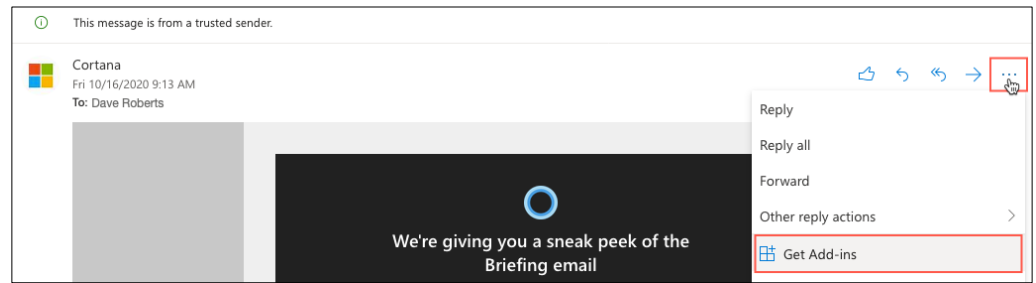 This message is from a trusted sender.
Cortana
Fri 10/16/2020 9:13 AM
To: Dave Roberts
Reply
Reply all
Forward
Other reply actions
Get Add-ins
We're giving you a sneak peek of the
Briefing email